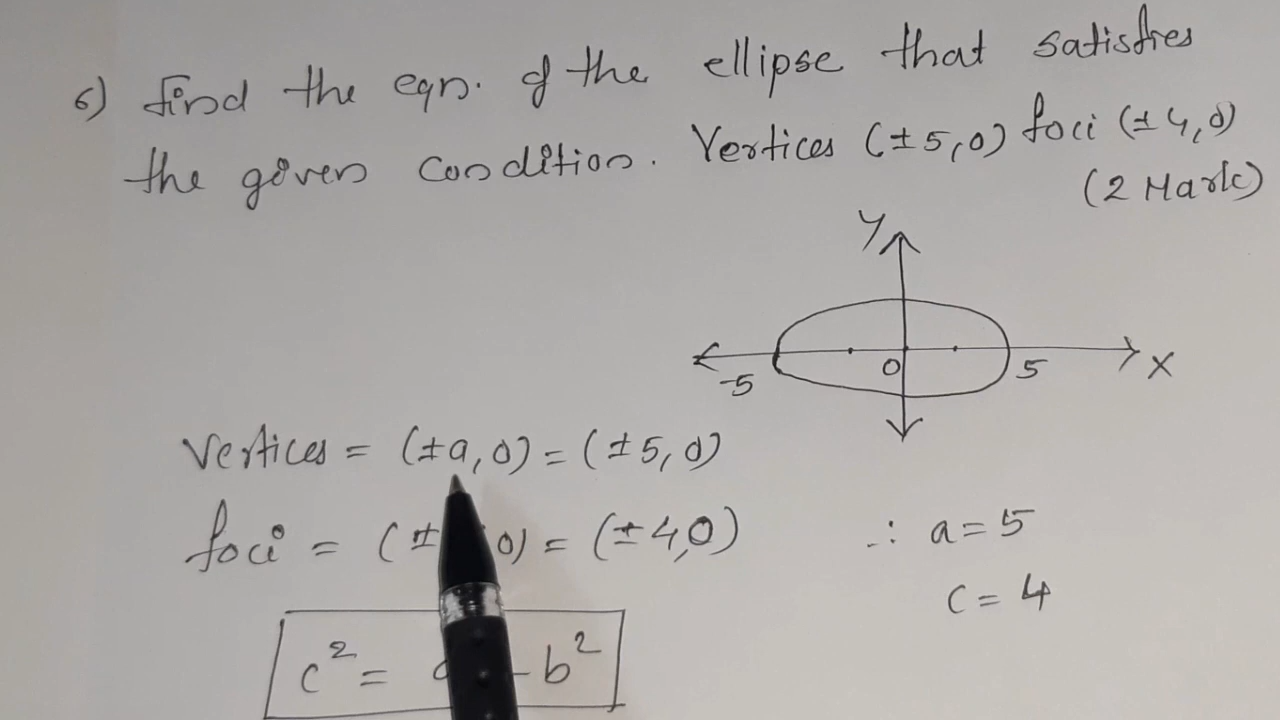 6) find the eqn. of the ellipse that satisfies
the given condition. Vertices (±5,0) foci (±4,0)
(2 Mark)
Y
-5 0 5 X
Vertices = (±a,0) = (±5,0)
foci = (± 0) = (±4,0) ∴ a=5
c=4
c² = - b²